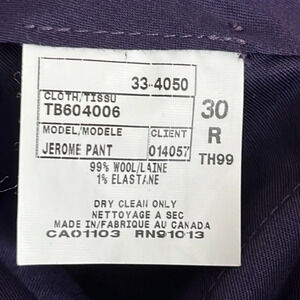 33-4050
CLOTH/TISSU
TB604006
30
MODEL/MODELE CLIENT
R
JEROME PANT 014057
TH99
99% WOOL/LAINE
1% ELASTANE
DRY CLEAN ONLY
NETTOYAGE A SEC
MADE IN/FABRIQUE AU CANADA
CA01103 RN91013